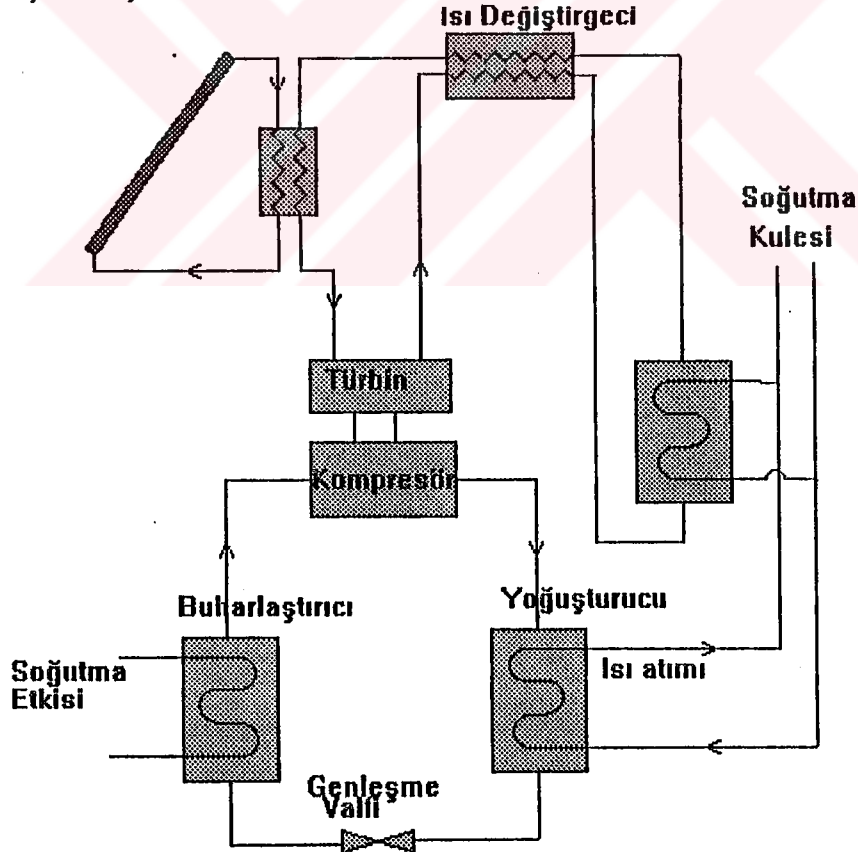 Isı Değiştirgeci
Soğutma
Kulesi
Türbin
Kompresör
Buharlaştırıcı
Yoğuşturucu
Soğutma
Etkisi
Isı atımı
Genleşme
Valfi